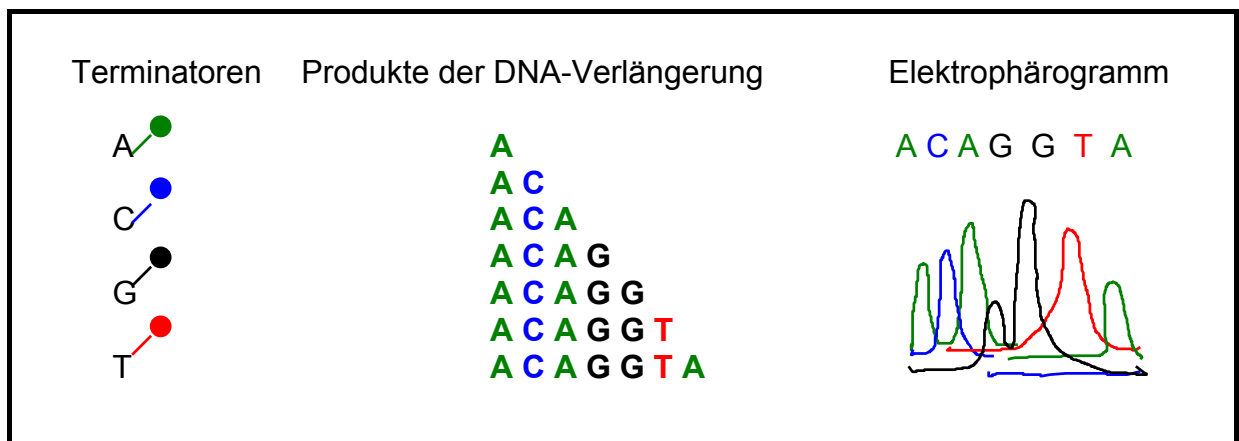 Terminatoren Produkte der DNA-Verlängerung Elektrophärogramm
A A A C A G G T A
A C
C A C A
A C A G
G A C A G G
A C A G G T
T A C A G G T A